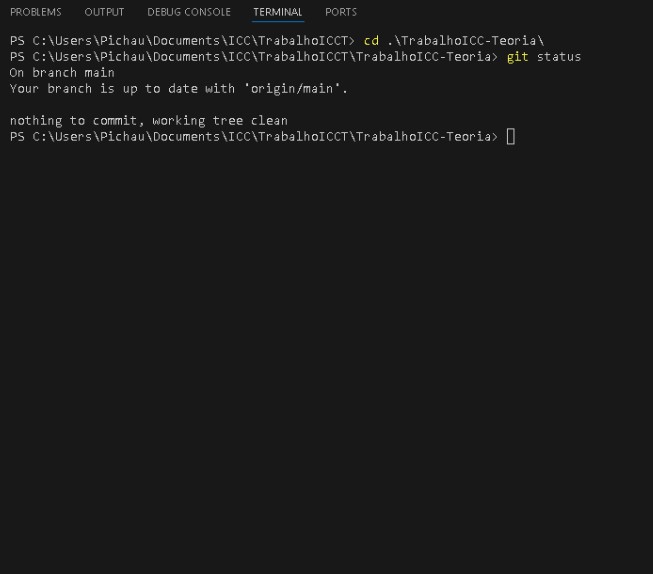 PROBLEMS OUTPUT DEBUG CONSOLE TERMINAL PORTS
PS C:\Users\Pichau\Documents\ICC\TrabalhoICCT> cd .\TrabalhoICC-Teoria\
PS C:\Users\Pichau\Documents\ICC\TrabalhoICCT\TrabalhoICC-Teoria> git status
On branch main
Your branch is up to date with 'origin/main'.
nothing to commit, working tree clean
PS C:\Users\Pichau\Documents\ICC\TrabalhoICCT\TrabalhoICC-Teoria>